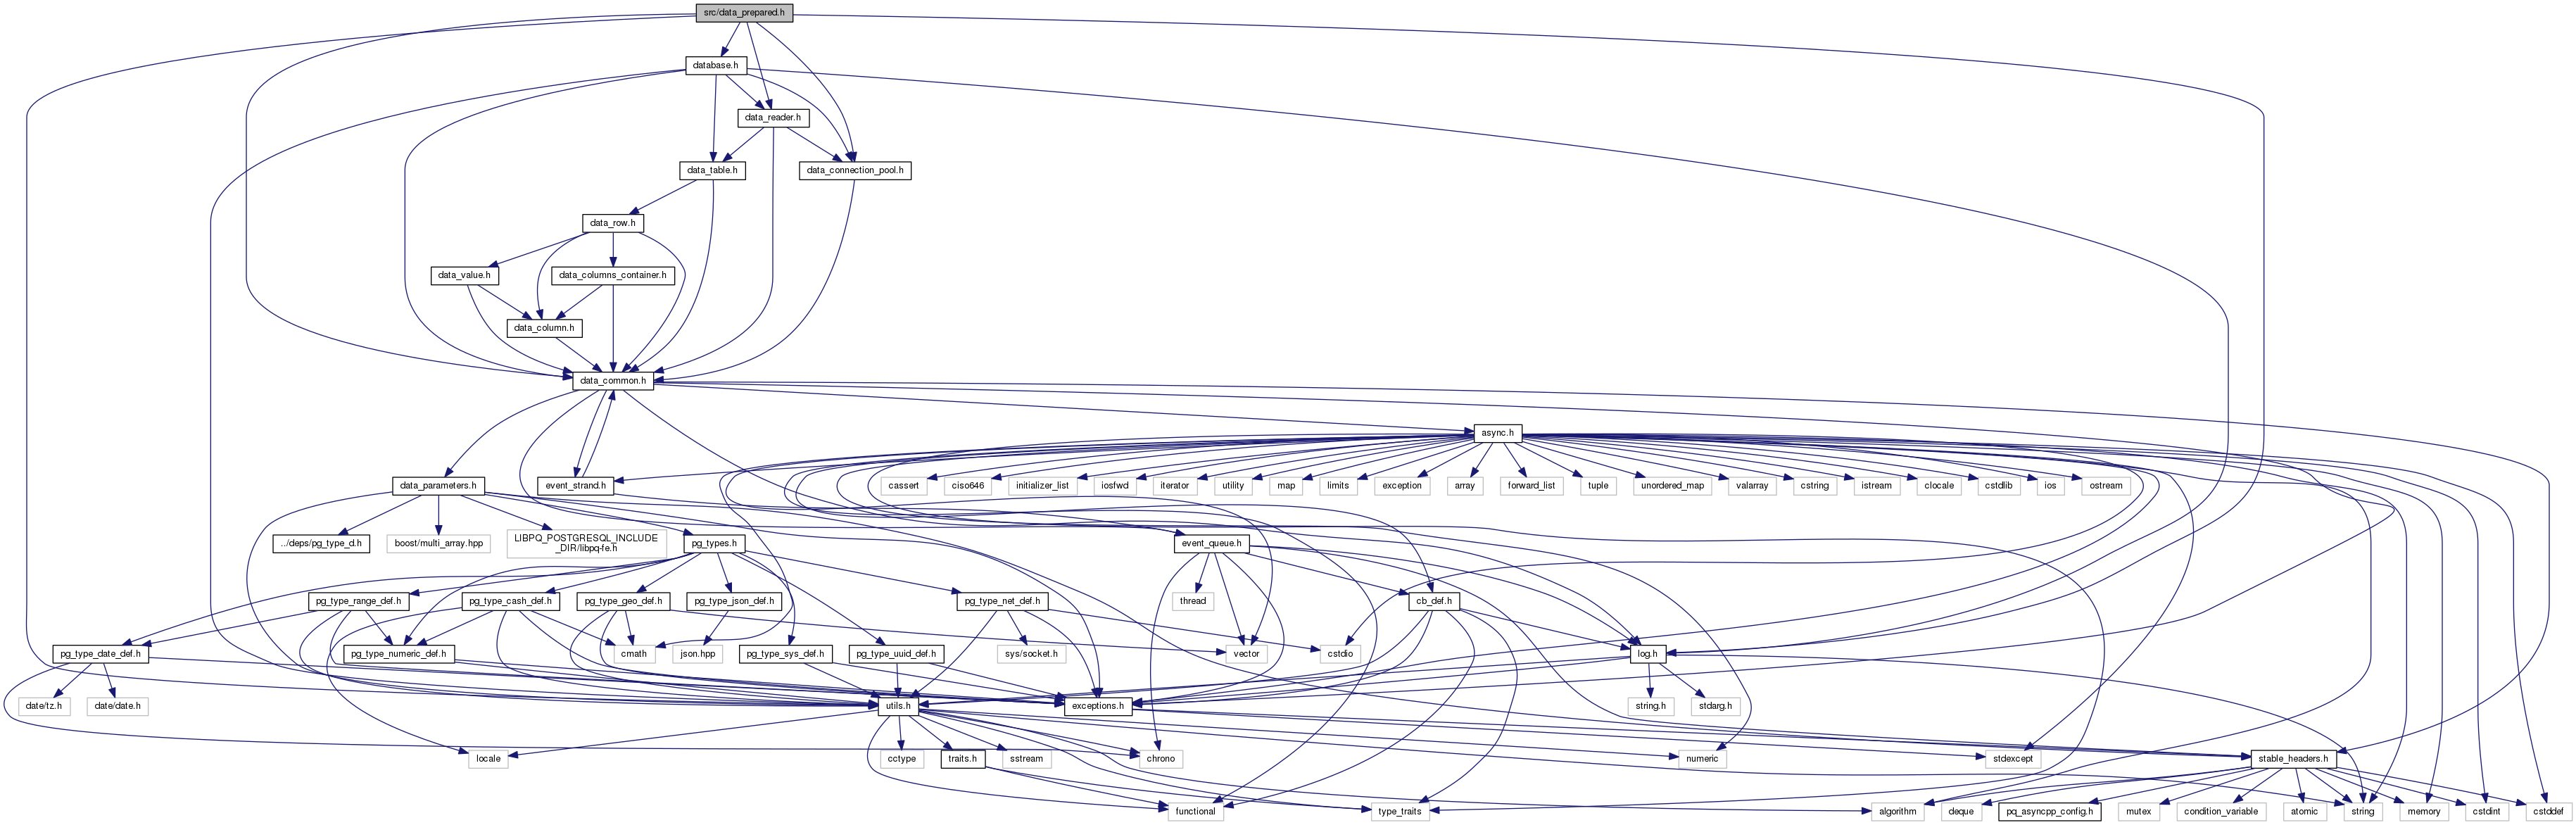 src/data_prepared.h
database.h
data_reader.h
data_table.h
data_connection_pool.h
data_row.h
data_value.h
data_columns_container.h
data_column.h
data_common.h
async.h
data_parameters.h
event_strand.h
cassert
ciso646
initializer_list
iosfwd
iterator
utility
map
limits
exception
array
forward_list
tuple
unordered_map
valarray
cstring
istream
clocale
cstdlib
ios
ostream
../deps/pg_type_d.h
boost/multi_array.hpp
LIBPQ_POSTGRESQL_INCLUDE
_DIR/libpq-fe.h
pg_types.h
event_queue.h
pg_type_range_def.h
pg_type_cash_def.h
pg_type_geo_def.h
pg_type_json_def.h
pg_type_net_def.h
thread
cb_def.h
pg_type_date_def.h
pg_type_numeric_def.h
cmath
json.hpp
pg_type_sys_def.h
pg_type_uuid_def.h
sys/socket.h
vector
cstdio
log.h
date/tz.h
date/date.h
utils.h
exceptions.h
string.h
stdarg.h
locale
cctype
traits.h
sstream
chrono
numeric
stdexcept
stable_headers.h
functional
type_traits
algorithm
deque
pq_asyncpp_config.h
mutex
condition_variable
atomic
string
memory
cstdint
cstddef